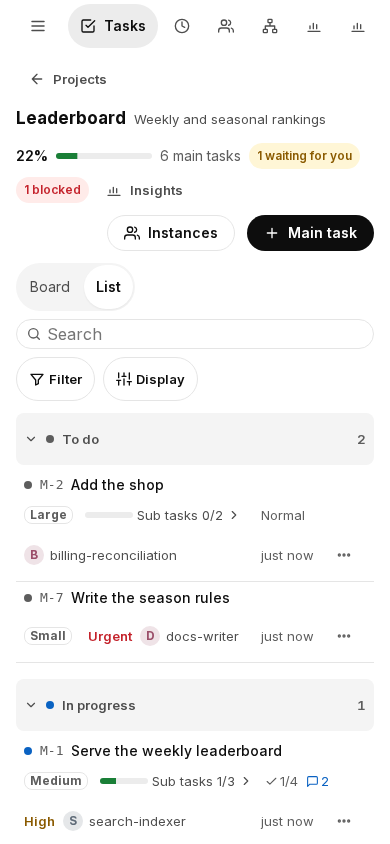 Tasks
Projects
Leaderboard Weekly and seasonal rankings
22% 6 main tasks 1 waiting for you
1 blocked Insights
Instances Main task
Board List
Search
Filter Display
To do 2
M-2 Add the shop
Large Sub tasks 0/2 Normal
B billing-reconciliation just now
M-7 Write the season rules
Small Urgent D docs-writer just now
In progress 1
M-1 Serve the weekly leaderboard
Medium Sub tasks 1/3 1/4 2
High S search-indexer just now